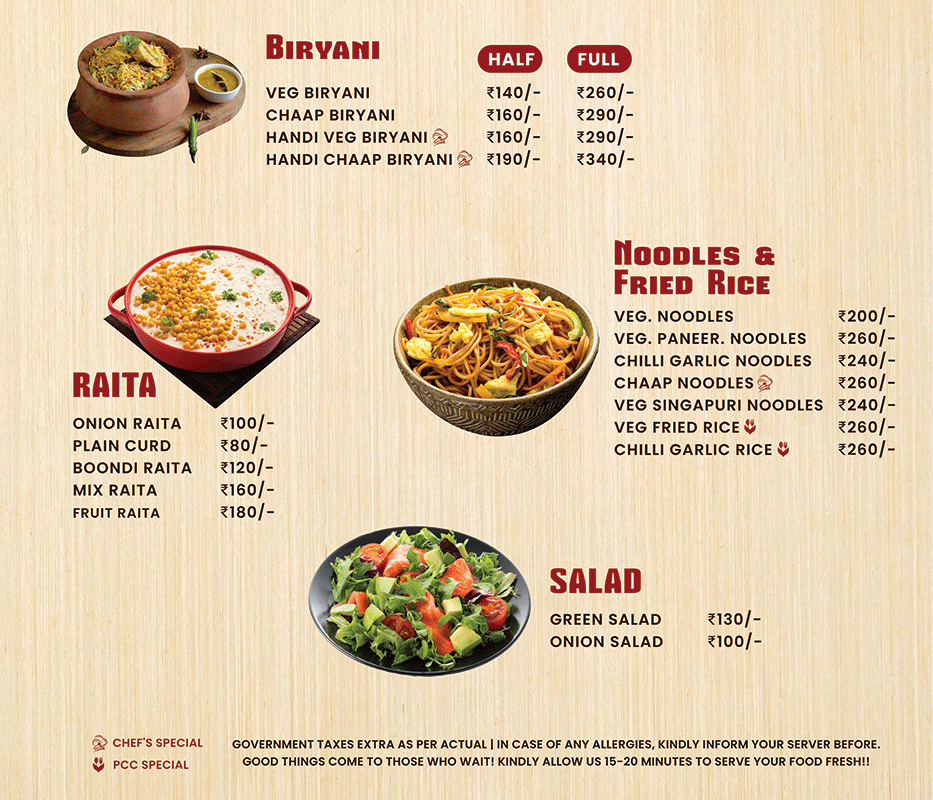 BIRYANI
HALF FULL
VEG BIRYANI ₹140/- ₹260/-
CHAAP BIRYANI ₹160/- ₹290/-
HANDI VEG BIRYANI ₹160/- ₹290/-
HANDI CHAAP BIRYANI ₹190/- ₹340/-
NOODLES &
FRIED RICE
VEG. NOODLES ₹200/-
VEG. PANEER. NOODLES ₹260/-
CHILLI GARLIC NOODLES ₹240/-
CHAAP NOODLES ₹260/-
VEG SINGAPURI NOODLES ₹240/-
VEG FRIED RICE ₹260/-
CHILLI GARLIC RICE ₹260/-
RAITA
ONION RAITA ₹100/-
PLAIN CURD ₹80/-
BOONDI RAITA ₹120/-
MIX RAITA ₹160/-
FRUIT RAITA ₹180/-
SALAD
GREEN SALAD ₹130/-
ONION SALAD ₹100/-
CHEF'S SPECIAL
PCC SPECIAL
GOVERNMENT TAXES EXTRA AS PER ACTUAL | IN CASE OF ANY ALLERGIES, KINDLY INFORM YOUR SERVER BEFORE.
GOOD THINGS COME TO THOSE WHO WAIT! KINDLY ALLOW US 15-20 MINUTES TO SERVE YOUR FOOD FRESH!!